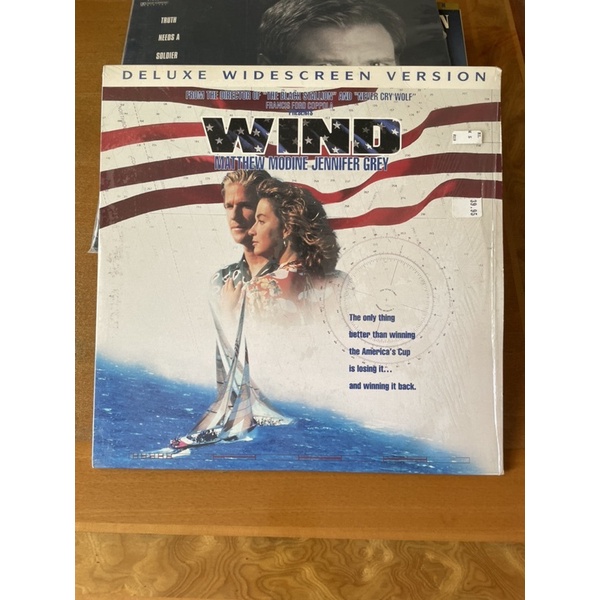 TRUTH
NEEDS A
SOLDIER
DELUXE WIDESCREEN VERSION
FROM THE DIRECTOR OF "THE BLACK STALLION" AND "NEVER CRY WOLF"
FRANCIS FORD COPPOLA
PRESENTS
WIND
MATTHEW MODINE JENNIFER GREY
39.95
The only thing
better than winning
the America's Cup
is losing it...
and winning it back.